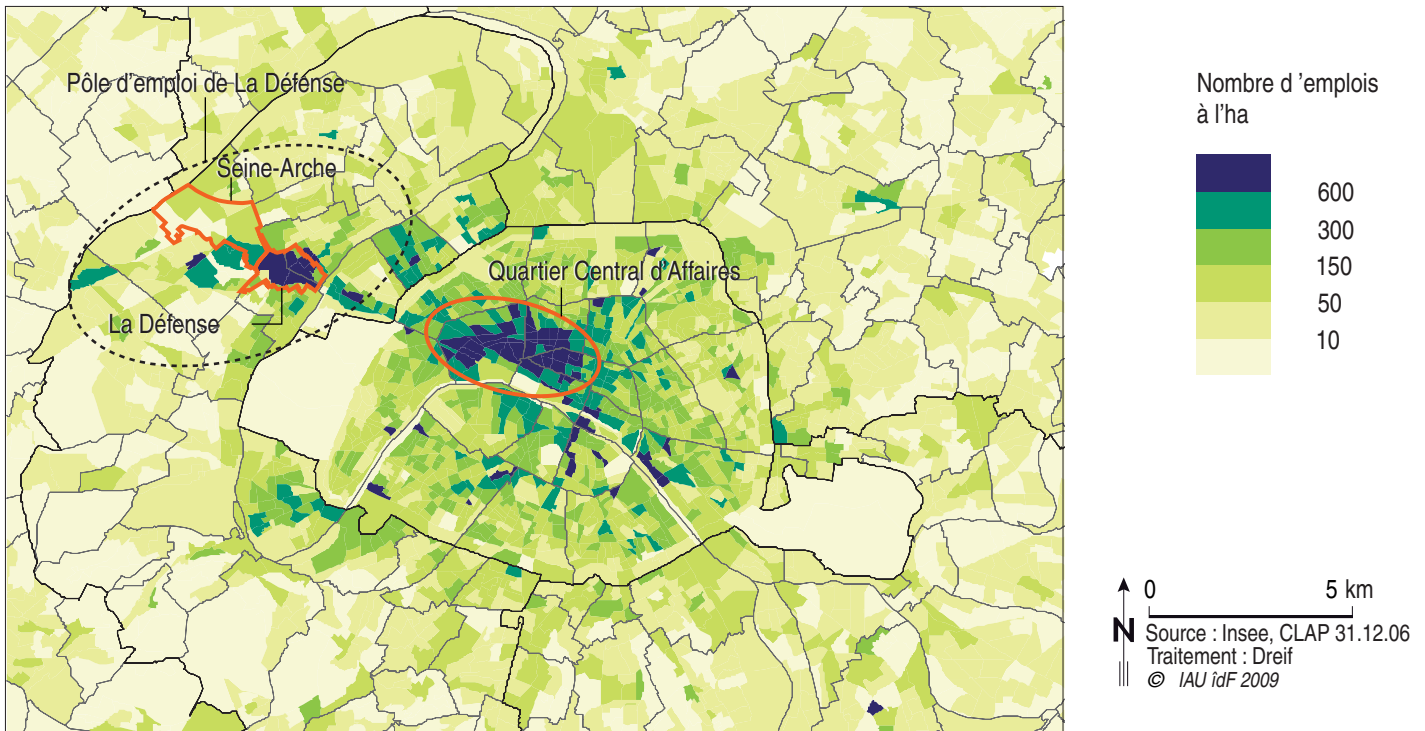 Pôle d'emploi de La Défense
Seine-Arche
La Défense
Quartier Central d'Affaires
Nombre d 'emplois
à l'ha
600
300
150
50
10
0 5 km
N
Source : Insee, CLAP 31.12.06
Traitement : Dreif
© IAU îdF 2009